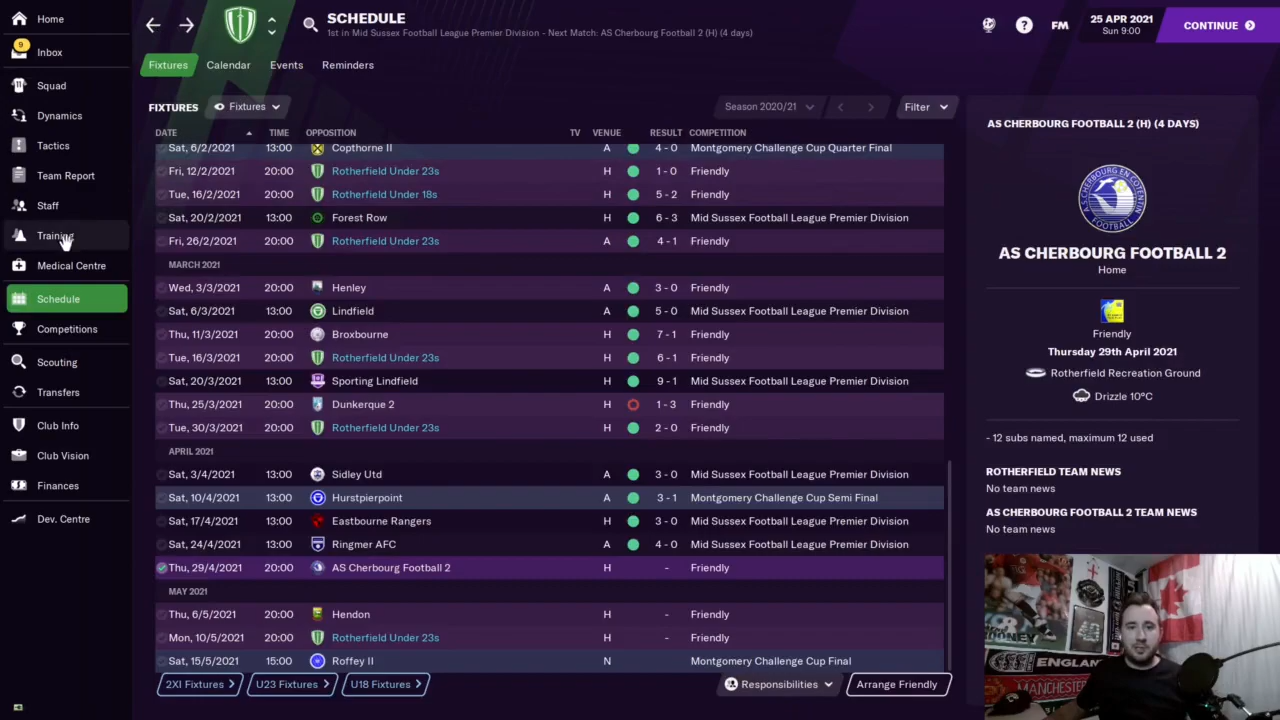 Home
9
Inbox
Squad
Dynamics
Tactics
Team Report
Staff
Training
Medical Centre
Schedule
Competitions
Scouting
Transfers
Club Info
Club Vision
Finances
Dev. Centre
SCHEDULE
1st in Mid Sussex Football League Premier Division - Next Match: AS Cherbourg Football 2 (H) (4 days)
? FM 25 APR 2021 Sun 9:00 CONTINUE
Fixtures Calendar Events Reminders
FIXTURES Fixtures Season 2020/21 Filter
DATE TIME OPPOSITION TV VENUE RESULT COMPETITION
Sat, 6/2/2021 13:00 Copthorne II A 4 - 0 Montgomery Challenge Cup Quarter Final
Fri, 12/2/2021 20:00 Rotherfield Under 23s H 1 - 0 Friendly
Tue, 16/2/2021 20:00 Rotherfield Under 18s H 5 - 2 Friendly
Sat, 20/2/2021 13:00 Forest Row H 6 - 3 Mid Sussex Football League Premier Division
Fri, 26/2/2021 20:00 Rotherfield Under 23s A 4 - 1 Friendly
MARCH 2021
Wed, 3/3/2021 20:00 Henley A 3 - 0 Friendly
Sat, 6/3/2021 13:00 Lindfield A 5 - 0 Mid Sussex Football League Premier Division
Thu, 11/3/2021 20:00 Broxbourne H 7 - 1 Friendly
Tue, 16/3/2021 20:00 Rotherfield Under 23s H 6 - 1 Friendly
Sat, 20/3/2021 13:00 Sporting Lindfield H 9 - 1 Mid Sussex Football League Premier Division
Thu, 25/3/2021 20:00 Dunkerque 2 H 1 - 3 Friendly
Tue, 30/3/2021 20:00 Rotherfield Under 23s H 2 - 0 Friendly
APRIL 2021
Sat, 3/4/2021 13:00 Sidley Utd A 3 - 0 Mid Sussex Football League Premier Division
Sat, 10/4/2021 13:00 Hurstpierpoint A 3 - 1 Montgomery Challenge Cup Semi Final
Sat, 17/4/2021 13:00 Eastbourne Rangers H 3 - 0 Mid Sussex Football League Premier Division
Sat, 24/4/2021 13:00 Ringmer AFC A 4 - 0 Mid Sussex Football League Premier Division
Thu, 29/4/2021 20:00 AS Cherbourg Football 2 H - Friendly
MAY 2021
Thu, 6/5/2021 20:00 Hendon H - Friendly
Mon, 10/5/2021 20:00 Rotherfield Under 23s H - Friendly
Sat, 15/5/2021 15:00 Roffey II N Montgomery Challenge Cup Final
2XI Fixtures U23 Fixtures U18 Fixtures Responsibilities Arrange Friendly
AS CHERBOURG FOOTBALL 2 (H) (4 DAYS)
AS CHERBOURG FOOTBALL 2
Home
Friendly
Thursday 29th April 2021
Rotherfield Recreation Ground
Drizzle 10°C
- 12 subs named, maximum 12 used
ROTHERFIELD TEAM NEWS
No team news
AS CHERBOURG FOOTBALL 2 TEAM NEWS
No team news
ENGLAND
MANCHESTER